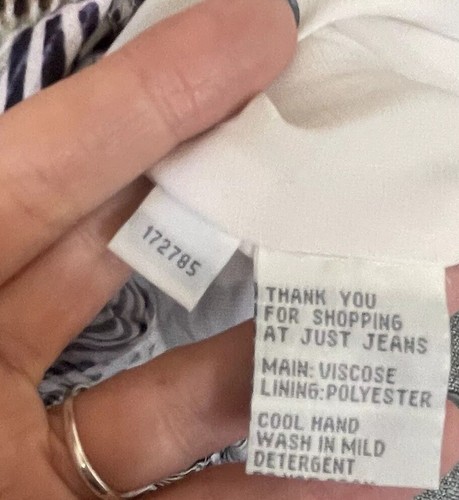 172785
THANK YOU
FOR SHOPPING
AT JUST JEANS
MAIN: VISCOSE
LINING:POLYESTER
COOL HAND
WASH IN MILD
DETERGENT